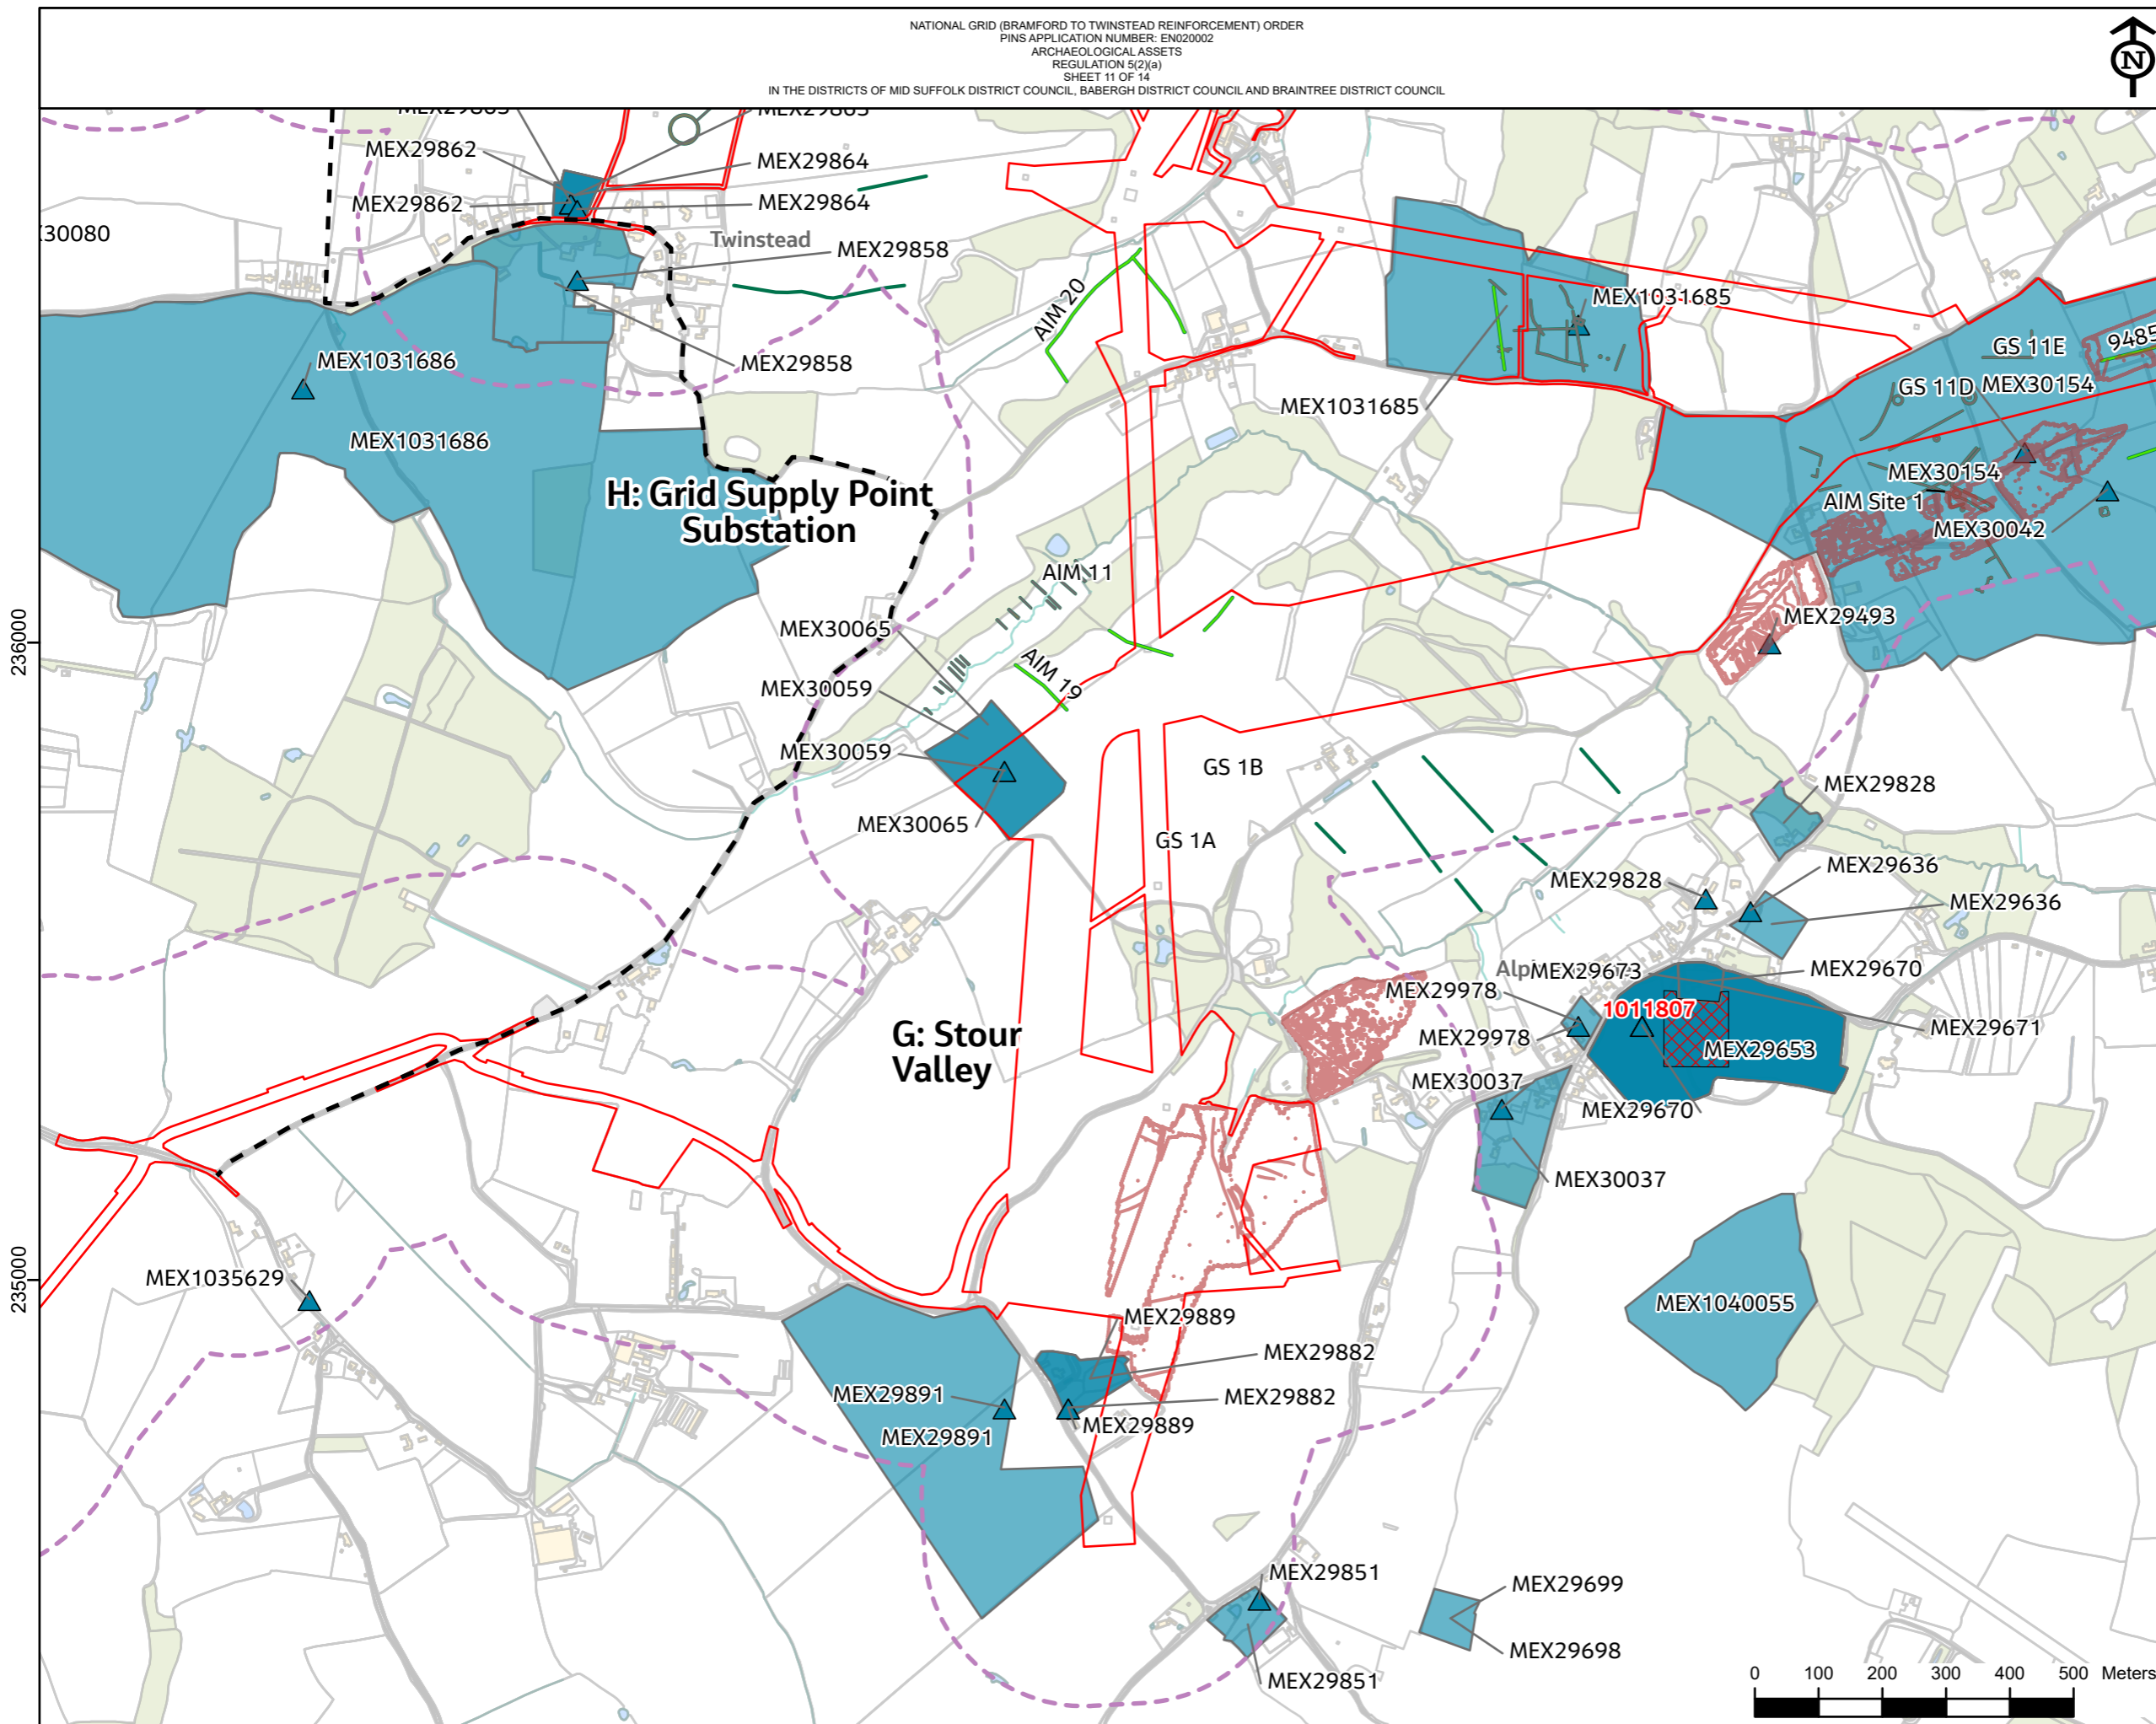 NATIONAL GRID (BRAMFORD TO TWINSTEAD REINFORCEMENT) ORDER
PINS APPLICATION NUMBER: EN020002
ARCHAEOLOGICAL ASSETS
REGULATION 5(2)(a)
SHEET 11 OF 14
IN THE DISTRICTS OF MID SUFFOLK DISTRICT COUNCIL, BABERGH DISTRICT COUNCIL AND BRAINTREE DISTRICT COUNCIL
N
MEX29862
MEX29864
MEX29862
MEX29864
30080
Twinstead
MEX29858
MEX1031686
MEX29858
MEX1031686
AIM 20
MEX1031685
MEX1031685
GS 11E
9485
GS 11D
MEX30154
MEX30154
AIM Site 1
MEX30042
H: Grid Supply Point
Substation
AIM 11
MEX30065
MEX29493
236000
AIM 19
MEX30059
MEX30059
GS 1B
MEX30065
GS 1A
MEX29828
MEX29828
MEX29636
MEX29636
Alp
MEX29673
MEX29670
MEX29978
1011807
MEX29671
MEX29978
MEX29653
G: Stour
Valley
MEX30037
MEX29670
MEX30037
MEX1035629
235000
MEX1040055
MEX29889
MEX29882
MEX29891
MEX29882
MEX29889
MEX29891
MEX29851
MEX29699
MEX29698
MEX29851
0 100 200 300 400 500 Meters